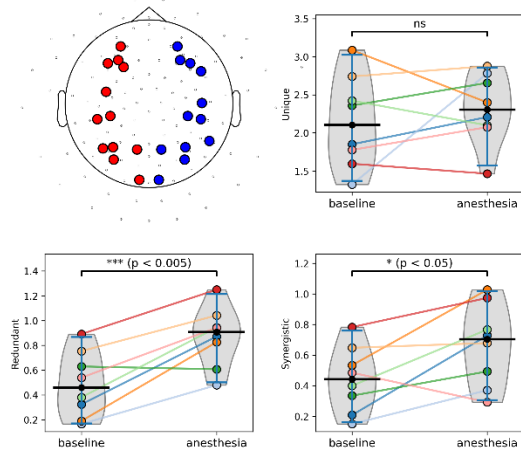 ns
Unique
3.5
3.0
2.5
2.0
1.5
baseline
anesthesia
*** (p < 0.005)
Redundant
1.4
1.2
1.0
0.8
0.6
0.4
0.2
baseline
anesthesia
* (p < 0.05)
Synergistic
1.2
1.0
0.8
0.6
0.4
0.2
baseline
anesthesia